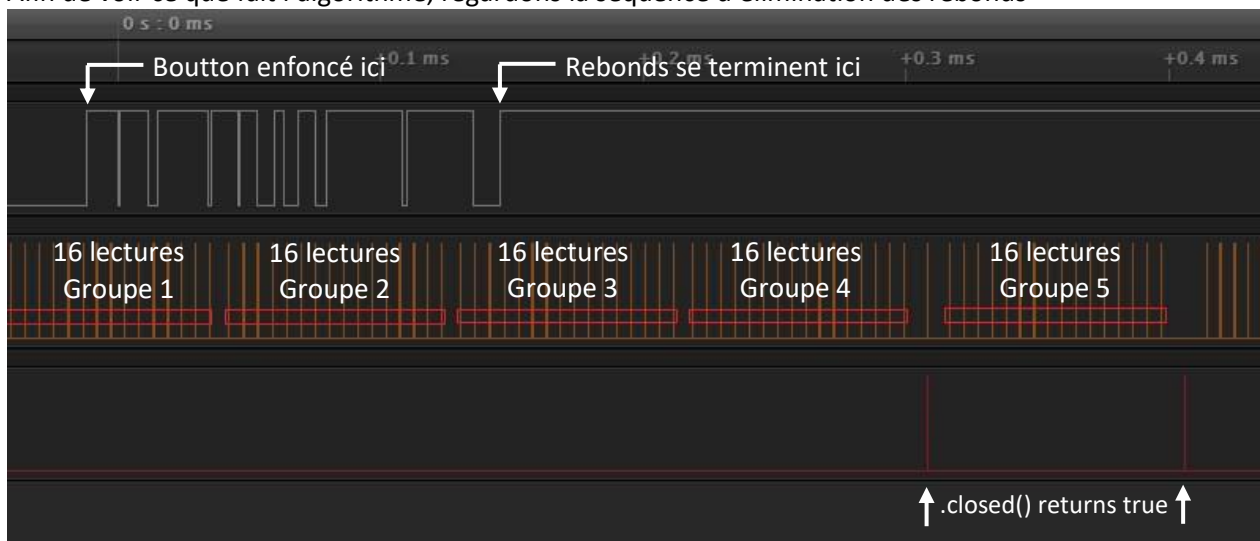 Afin de voir ce que fait l'algorithme, regardons la séquence d'élimination des rebonds
0 s : 0 ms
+0.1 ms +0.2 ms +0.3 ms +0.4 ms
Boutton enfoncé ici Rebonds se terminent ici
16 lectures 16 lectures 16 lectures 16 lectures 16 lectures
Groupe 1 Groupe 2 Groupe 3 Groupe 4 Groupe 5
.closed() returns true